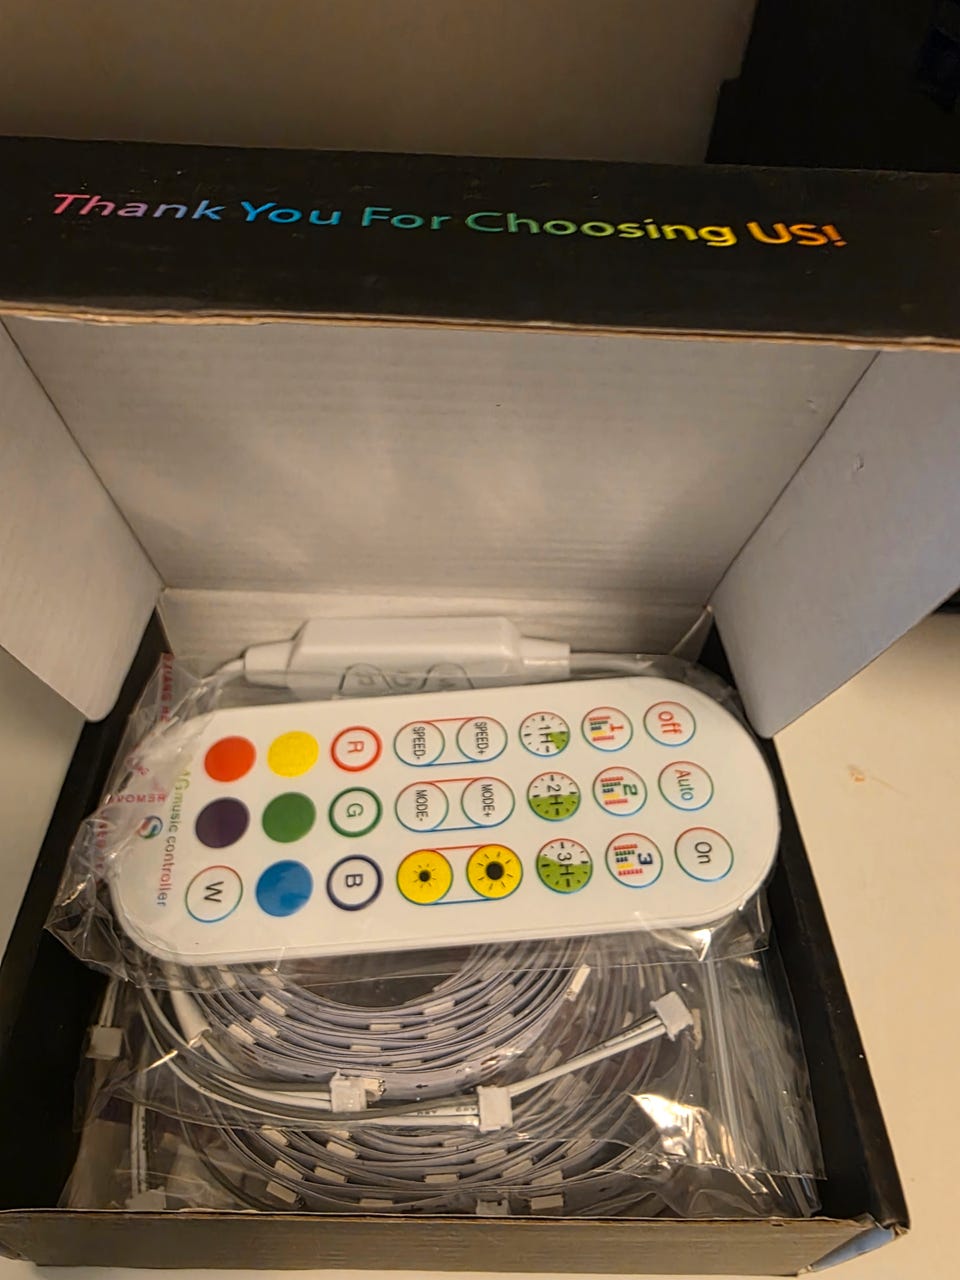 Thank You For Choosing US!
Off
Auto
On
1
2
3
1H
2H
3H
SPEED+
MODE+
SPEED-
MODE-
R
G
B
W
music controller